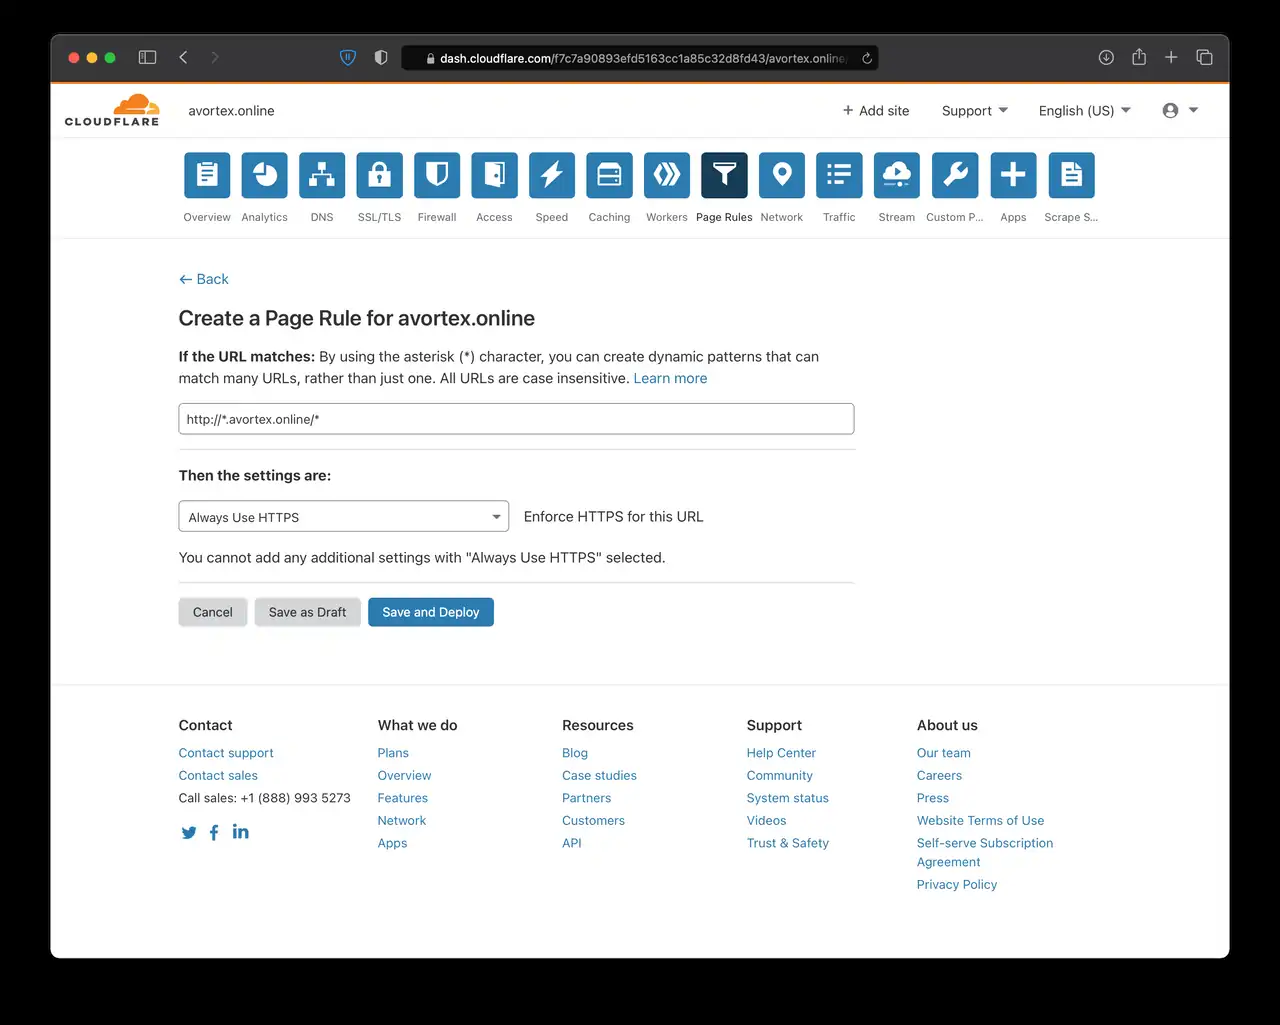 dash.cloudflare.com/f7c7a90893efd5163cc1a85c32d8fd43/avortex.online/
CLOUDFLARE
avortex.online
+ Add site
Support
English (US)
Overview
Analytics
DNS
SSL/TLS
Firewall
Access
Speed
Caching
Workers
Page Rules
Network
Traffic
Stream
Custom P...
Apps
Scrape S...
← Back
Create a Page Rule for avortex.online
If the URL matches: By using the asterisk (*) character, you can create dynamic patterns that can
match many URLs, rather than just one. All URLs are case insensitive. Learn more
http://*.avortex.online/*
Then the settings are:
Always Use HTTPS
Enforce HTTPS for this URL
You cannot add any additional settings with "Always Use HTTPS" selected.
Cancel
Save as Draft
Save and Deploy
Contact
Contact support
Contact sales
Call sales: +1 (888) 993 5273
What we do
Plans
Overview
Features
Network
Apps
Resources
Blog
Case studies
Partners
Customers
API
Support
Help Center
Community
System status
Videos
Trust & Safety
About us
Our team
Careers
Press
Website Terms of Use
Self-serve Subscription
Agreement
Privacy Policy